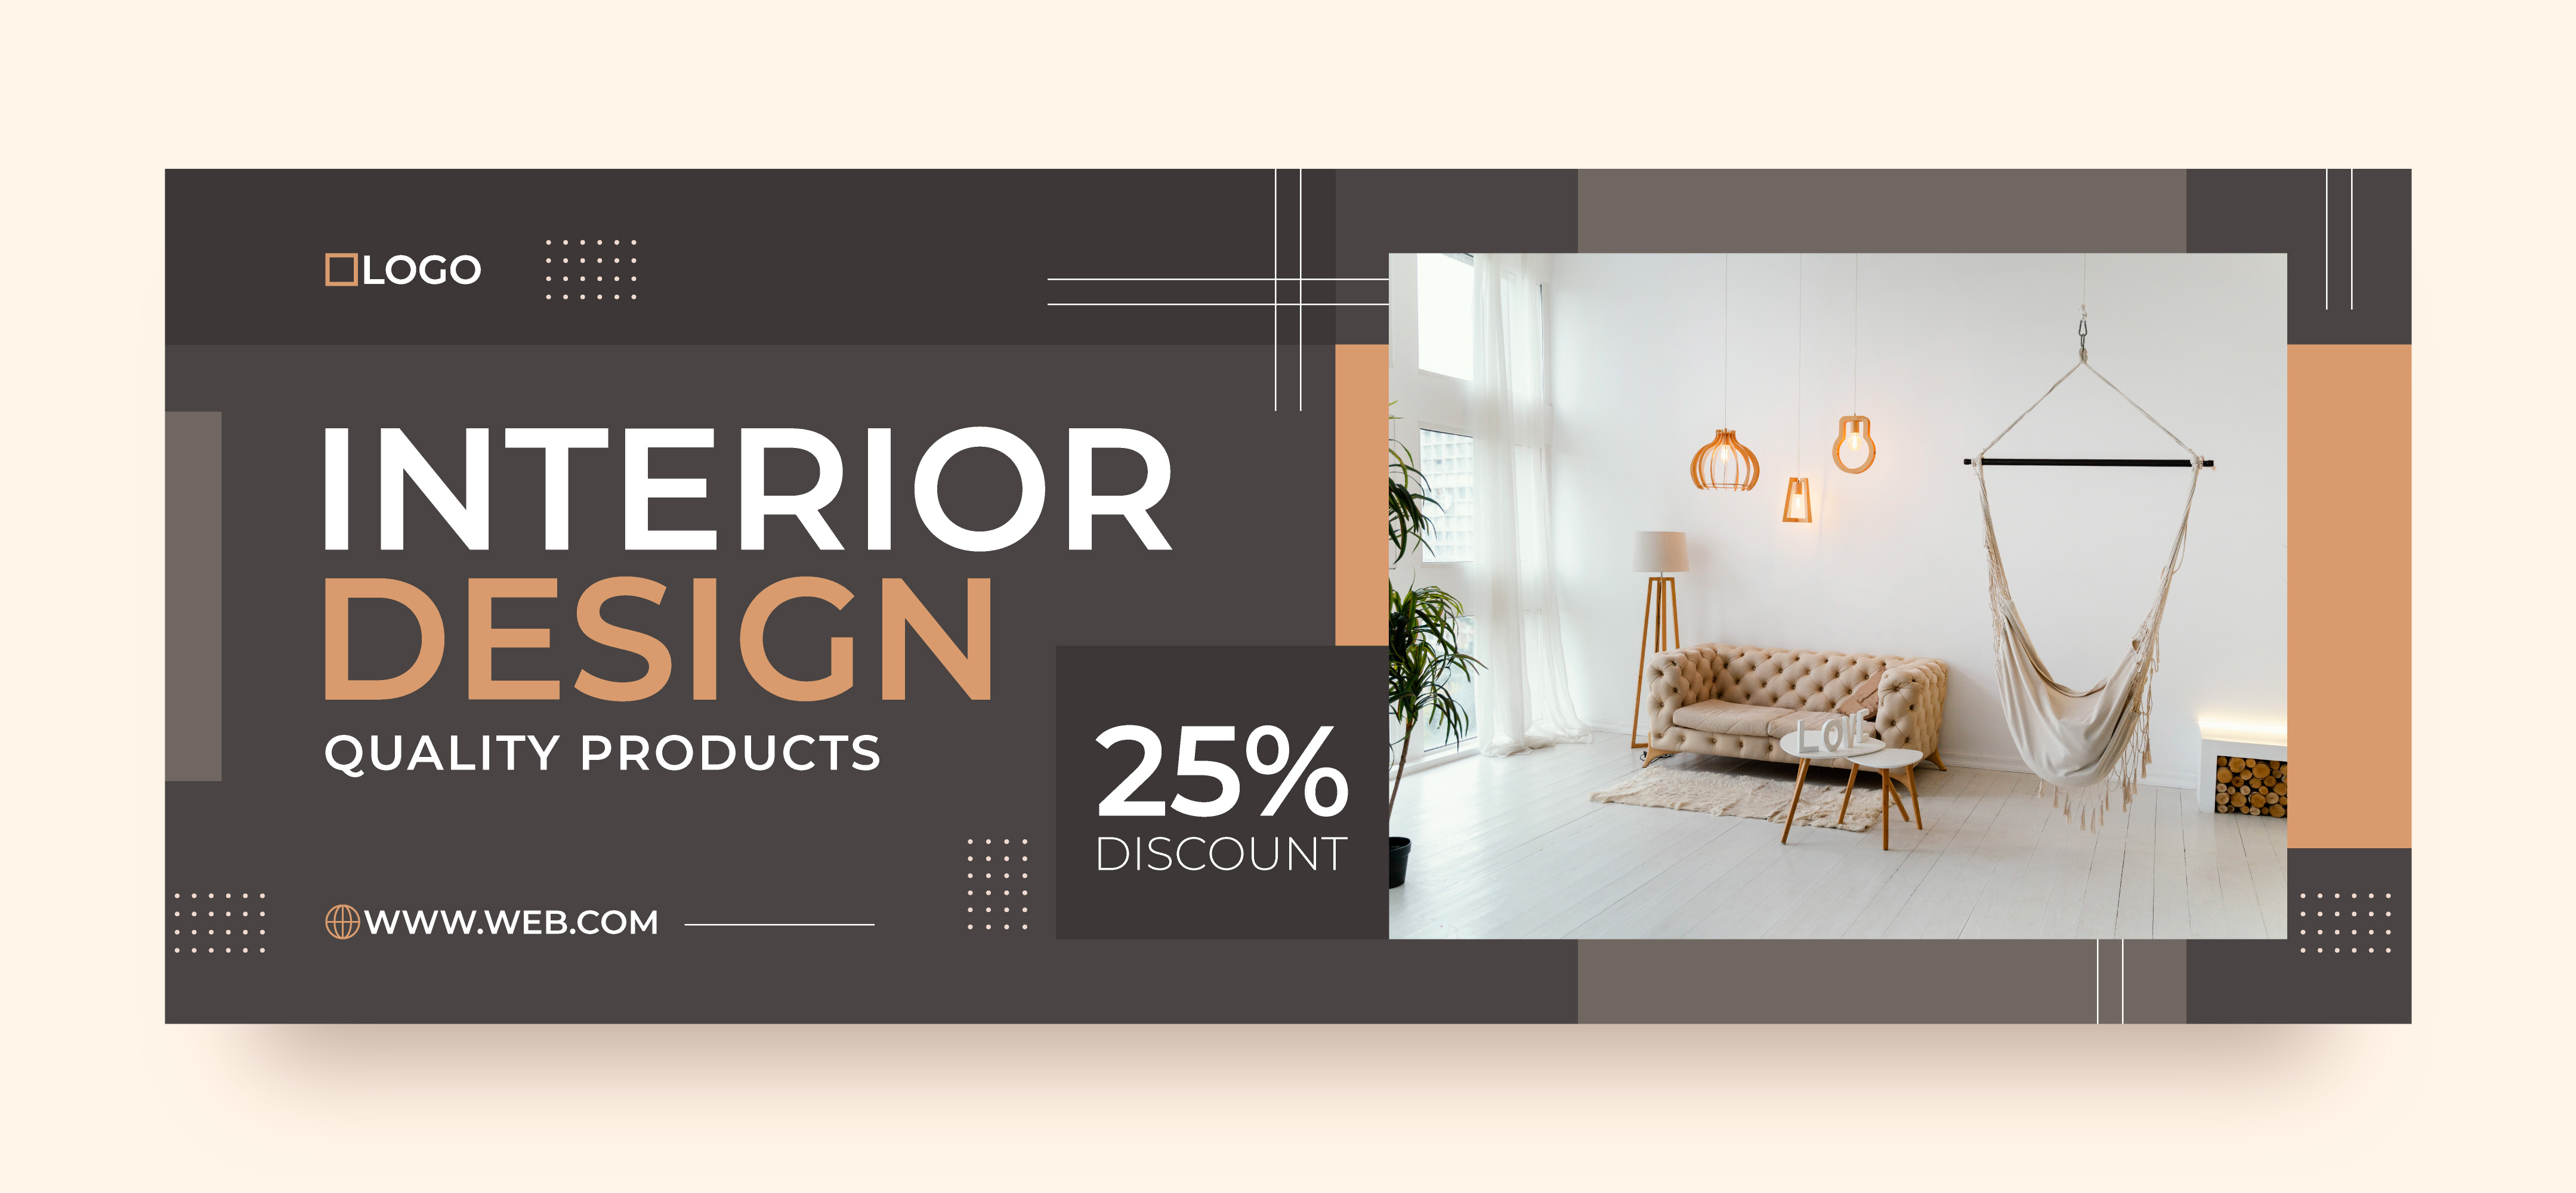 LOGO
INTERIOR
DESIGN
QUALITY PRODUCTS
25%
DISCOUNT
WWW.WEB.COM
LOVE